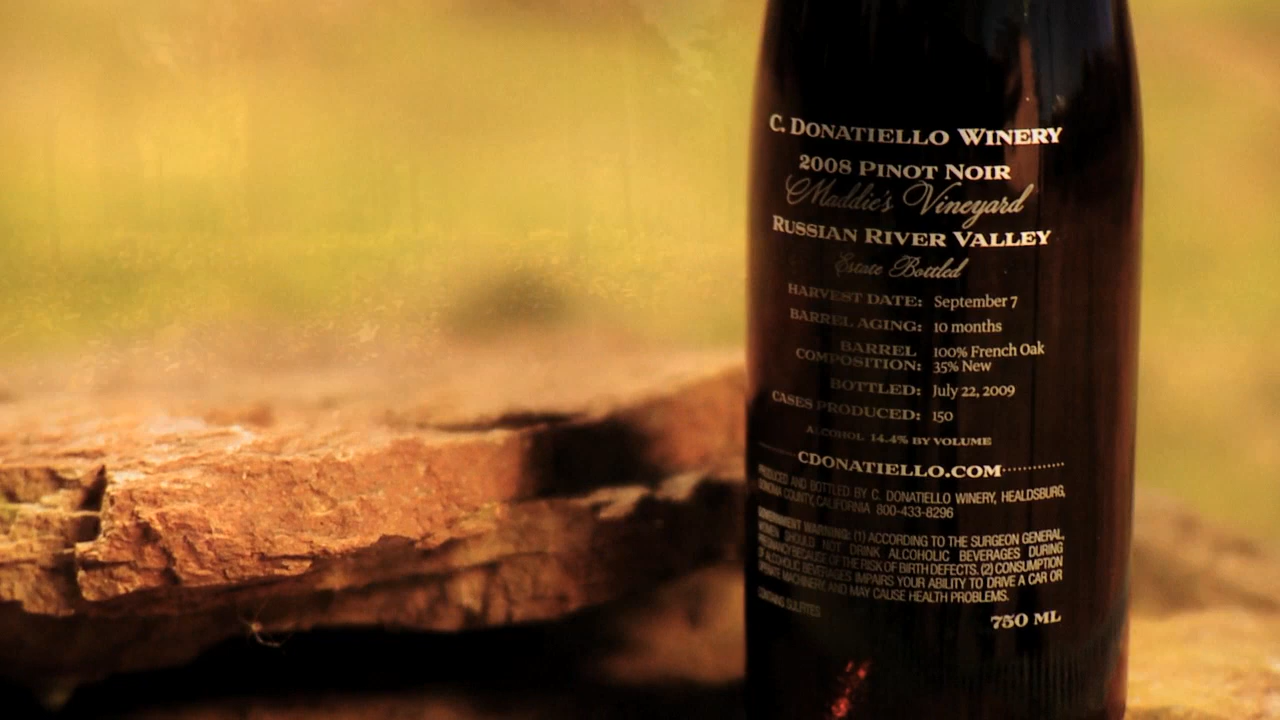 C. DONATIELLO WINERY
2008 PINOT NOIR
Maddie's Vineyard
RUSSIAN RIVER VALLEY
Estate Bottled
HARVEST DATE: September 7
BARREL AGING: 10 months
BARREL COMPOSITION: 100% French Oak
35% New
BOTTLED: July 22, 2009
CASES PRODUCED: 150
ALCOHOL 14.4% BY VOLUME
CDONATIELLO.COM
PRODUCED AND BOTTLED BY C. DONATIELLO WINERY, HEALDSBURG,
SONOMA COUNTY, CALIFORNIA 800-433-8296
GOVERNMENT WARNING: (1) ACCORDING TO THE SURGEON GENERAL,
WOMEN SHOULD NOT DRINK ALCOHOLIC BEVERAGES DURING
PREGNANCY BECAUSE OF THE RISK OF BIRTH DEFECTS. (2) CONSUMPTION
OF ALCOHOLIC BEVERAGES IMPAIRS YOUR ABILITY TO DRIVE A CAR OR
OPERATE MACHINERY, AND MAY CAUSE HEALTH PROBLEMS.
CONTAINS SULFITES
750 ML